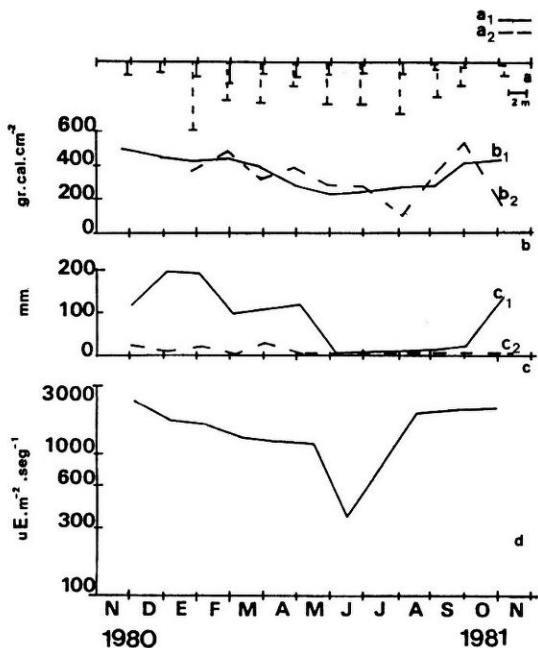 a1
a2
a
2 m
600
400
200
0
gr.cal.cm-2
b1
b2
b
200
100
0
mm
c1
c2
c
3000
1000
600
300
100
uE.m-2.seg-1
d
N D E F M A M J J A S O N
1980 1981